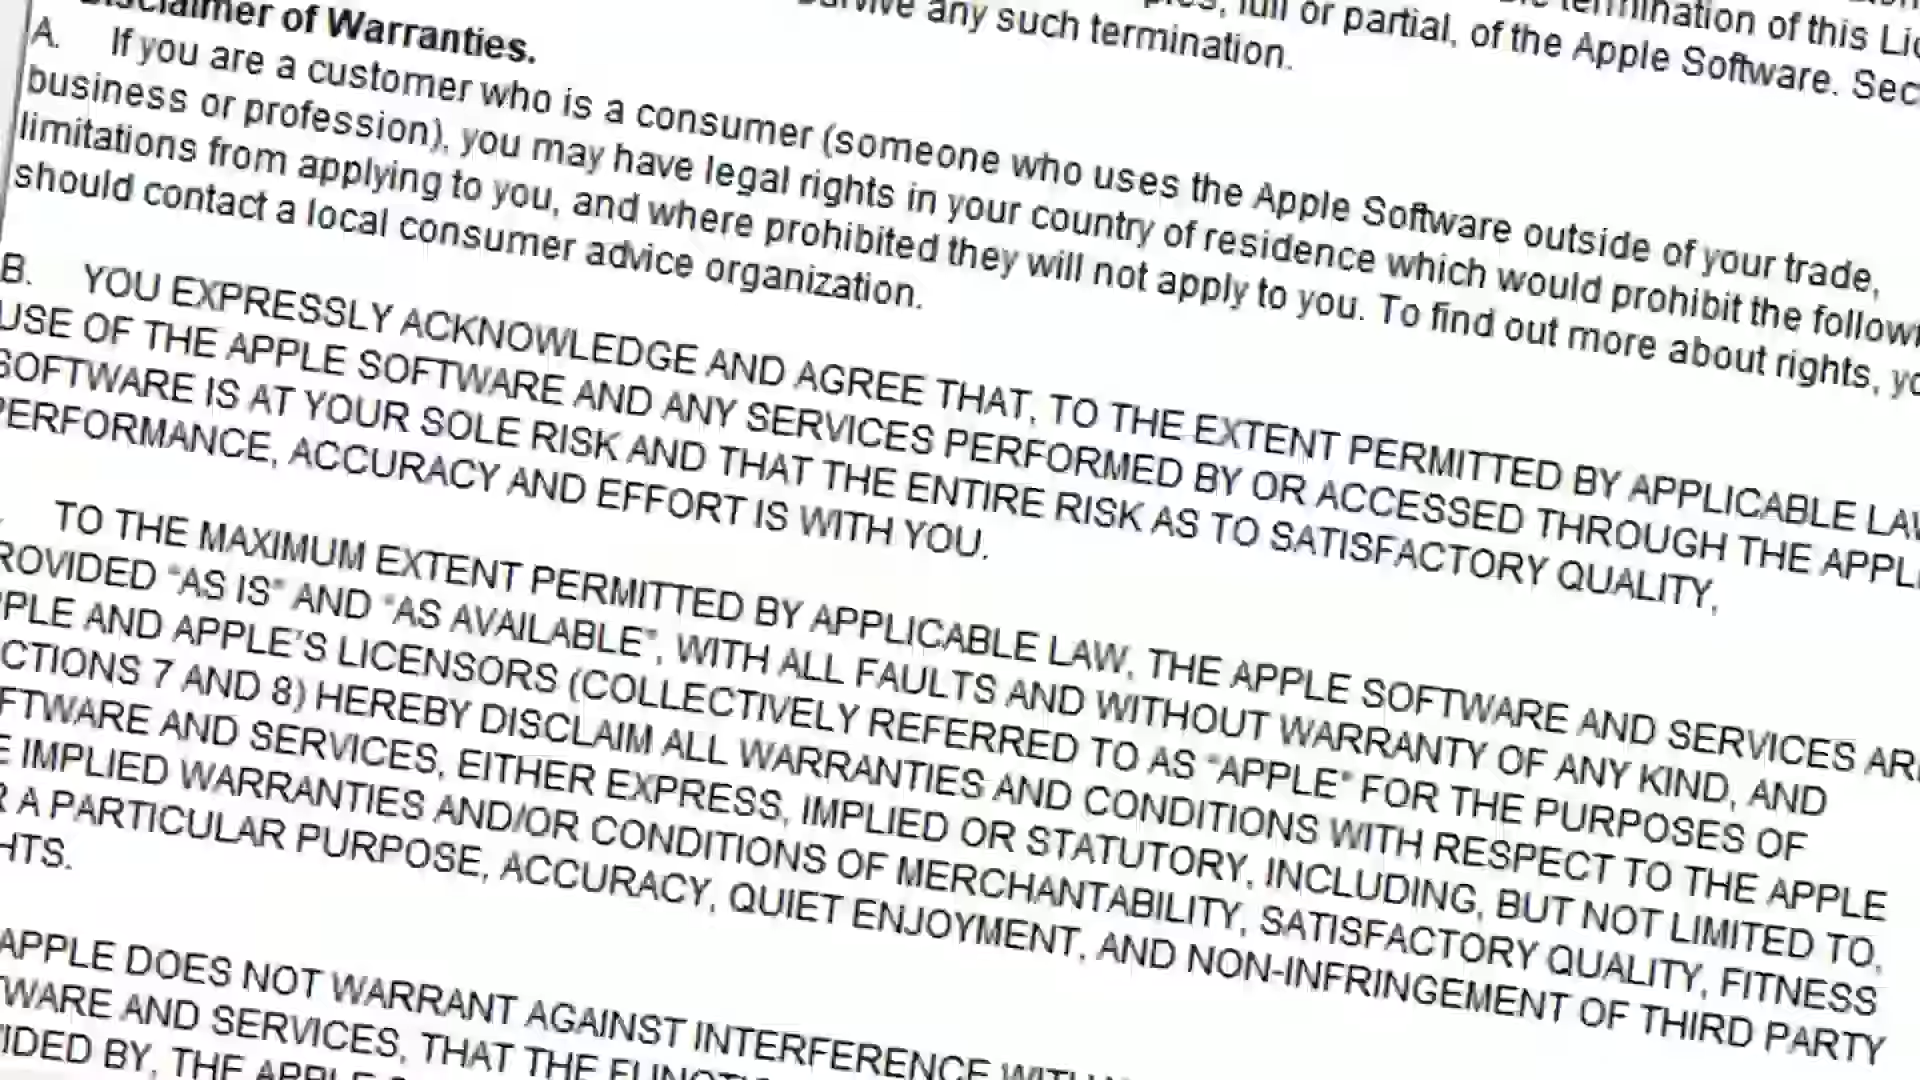 termination of this Lic
full or partial, of the Apple Software. Sec
survive any such termination.
Disclaimer of Warranties.
A. If you are a customer who is a consumer (someone who uses the Apple Software outside of your trade,
business or profession), you may have legal rights in your country of residence which would prohibit the followi
limitations from applying to you, and where prohibited they will not apply to you. To find out more about rights, yo
should contact a local consumer advice organization.
B. YOU EXPRESSLY ACKNOWLEDGE AND AGREE THAT, TO THE EXTENT PERMITTED BY APPLICABLE LAW
USE OF THE APPLE SOFTWARE AND ANY SERVICES PERFORMED BY OR ACCESSED THROUGH THE APPL
SOFTWARE IS AT YOUR SOLE RISK AND THAT THE ENTIRE RISK AS TO SATISFACTORY QUALITY,
PERFORMANCE, ACCURACY AND EFFORT IS WITH YOU.
TO THE MAXIMUM EXTENT PERMITTED BY APPLICABLE LAW, THE APPLE SOFTWARE AND SERVICES ARE
ROVIDED “AS IS” AND “AS AVAILABLE”, WITH ALL FAULTS AND WITHOUT WARRANTY OF ANY KIND, AND
PPLE AND APPLE’S LICENSORS (COLLECTIVELY REFERRED TO AS “APPLE” FOR THE PURPOSES OF
CTIONS 7 AND 8) HEREBY DISCLAIM ALL WARRANTIES AND CONDITIONS WITH RESPECT TO THE APPLE
FTWARE AND SERVICES, EITHER EXPRESS, IMPLIED OR STATUTORY, INCLUDING, BUT NOT LIMITED TO,
E IMPLIED WARRANTIES AND/OR CONDITIONS OF MERCHANTABILITY, SATISFACTORY QUALITY, FITNESS
R A PARTICULAR PURPOSE, ACCURACY, QUIET ENJOYMENT, AND NON-INFRINGEMENT OF THIRD PARTY
HTS.
APPLE DOES NOT WARRANT AGAINST INTERFERENCE WITH
TWARE AND SERVICES, THAT THE FUNCTI
IDED BY, THE APPLE